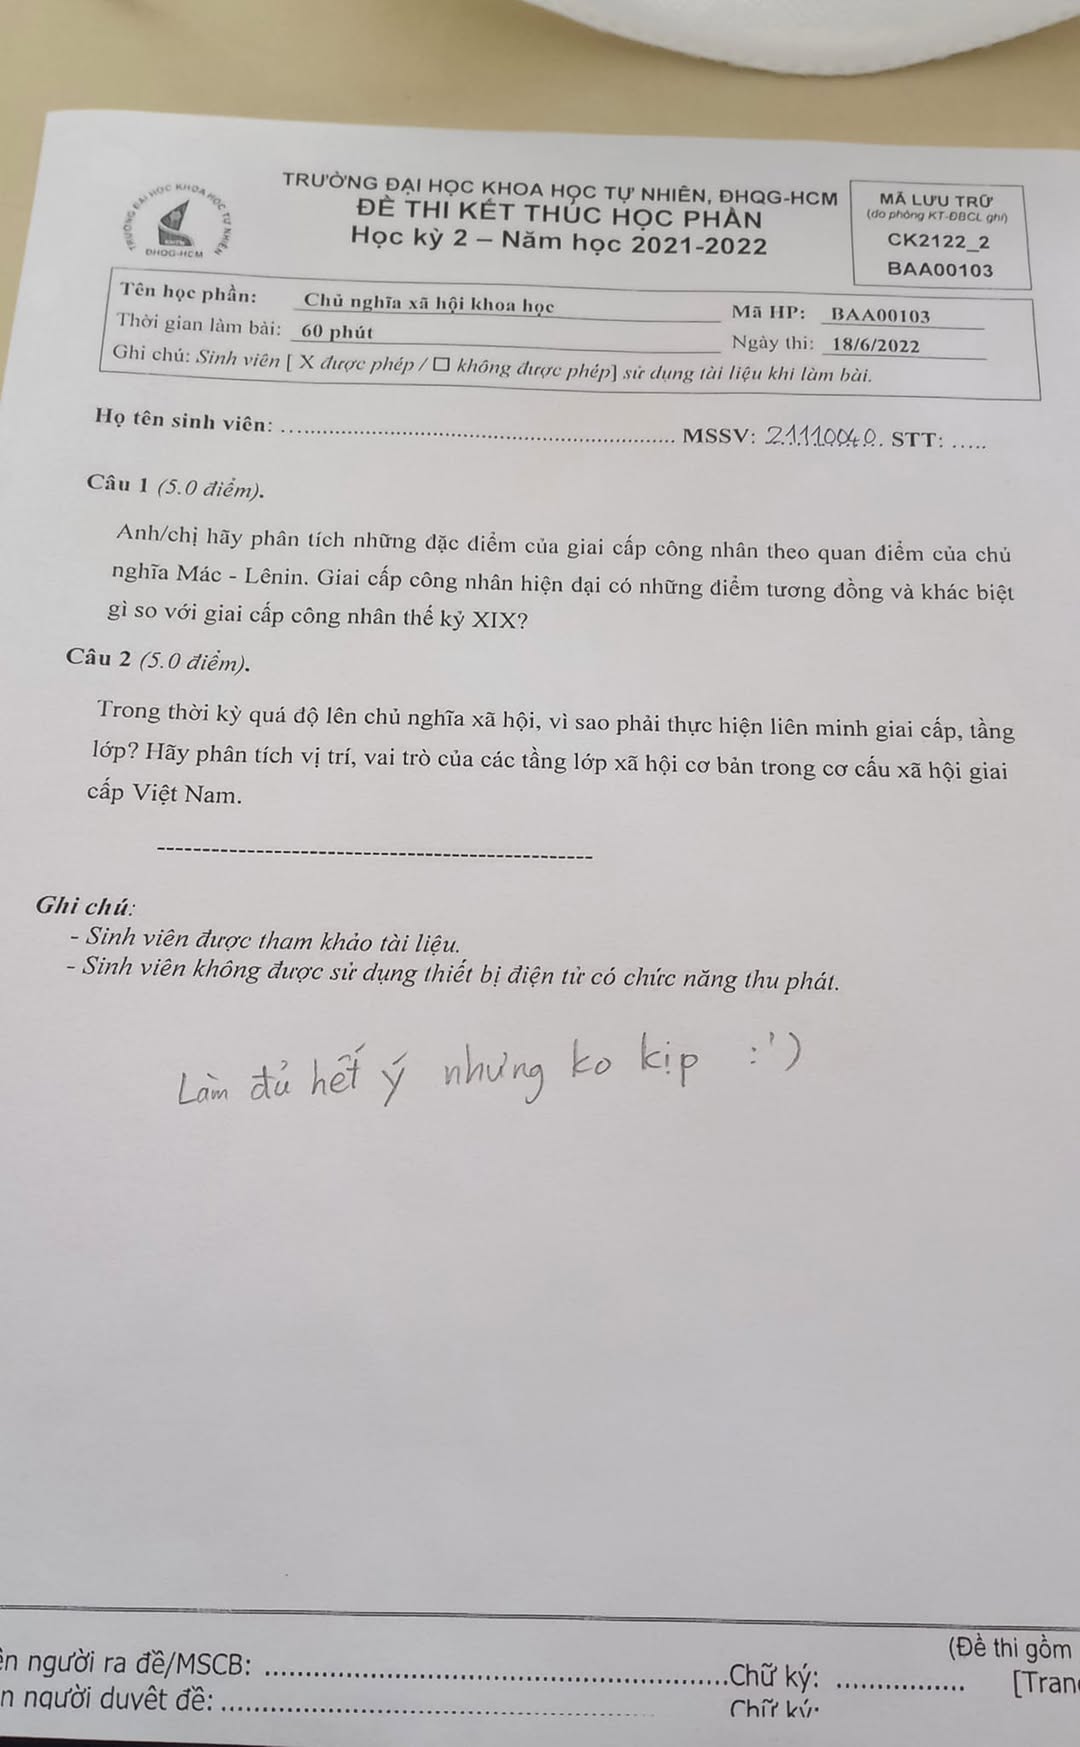 TRƯỜNG ĐẠI HỌC KHOA HỌC TỰ NHIÊN
ĐHQG-HCM
TRƯỜNG ĐẠI HỌC KHOA HỌC TỰ NHIÊN, ĐHQG-HCM
ĐỀ THI KẾT THÚC HỌC PHẦN
Học kỳ 2 – Năm học 2021-2022
MÃ LƯU TRỮ
(do phòng KT-ĐBCL ghi)
CK2122_2
BAA00103
Tên học phần: Chủ nghĩa xã hội khoa học Mã HP: BAA00103
Thời gian làm bài: 60 phút Ngày thi: 18/6/2022
Ghi chú: Sinh viên [ X được phép / ☐ không được phép] sử dụng tài liệu khi làm bài.
Họ tên sinh viên: .......................................................... MSSV: 21110040. STT: .....
Câu 1 (5.0 điểm).
Anh/chị hãy phân tích những đặc điểm của giai cấp công nhân theo quan điểm của chủ
nghĩa Mác - Lênin. Giai cấp công nhân hiện đại có những điểm tương đồng và khác biệt
gì so với giai cấp công nhân thế kỷ XIX?
Câu 2 (5.0 điểm).
Trong thời kỳ quá độ lên chủ nghĩa xã hội, vì sao phải thực hiện liên minh giai cấp, tầng
lớp? Hãy phân tích vị trí, vai trò của các tầng lớp xã hội cơ bản trong cơ cấu xã hội giai
cấp Việt Nam.
------------------------------------------------
Ghi chú:
- Sinh viên được tham khảo tài liệu.
- Sinh viên không được sử dụng thiết bị điện tử có chức năng thu phát.
Làm đủ hết ý nhưng ko kịp :')
(Đề thi gồm
người ra đề/MSCB: ..........................................................Chữ ký: ................ [Tran
người duyệt đề: .......................................................... Chữ ký: